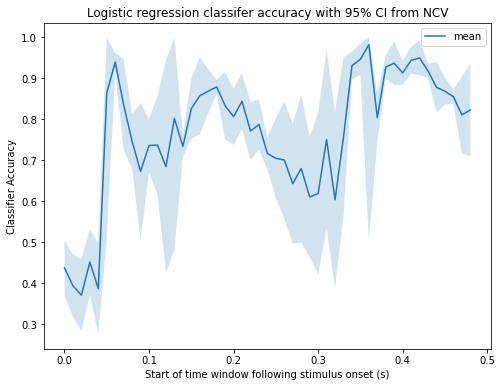 Logistic regression classifer accuracy with 95% CI from NCV
mean
1.0
0.9
0.8
0.7
0.6
0.5
0.4
0.3
Classifier Accuracy
0.0 0.1 0.2 0.3 0.4 0.5
Start of time window following stimulus onset (s)